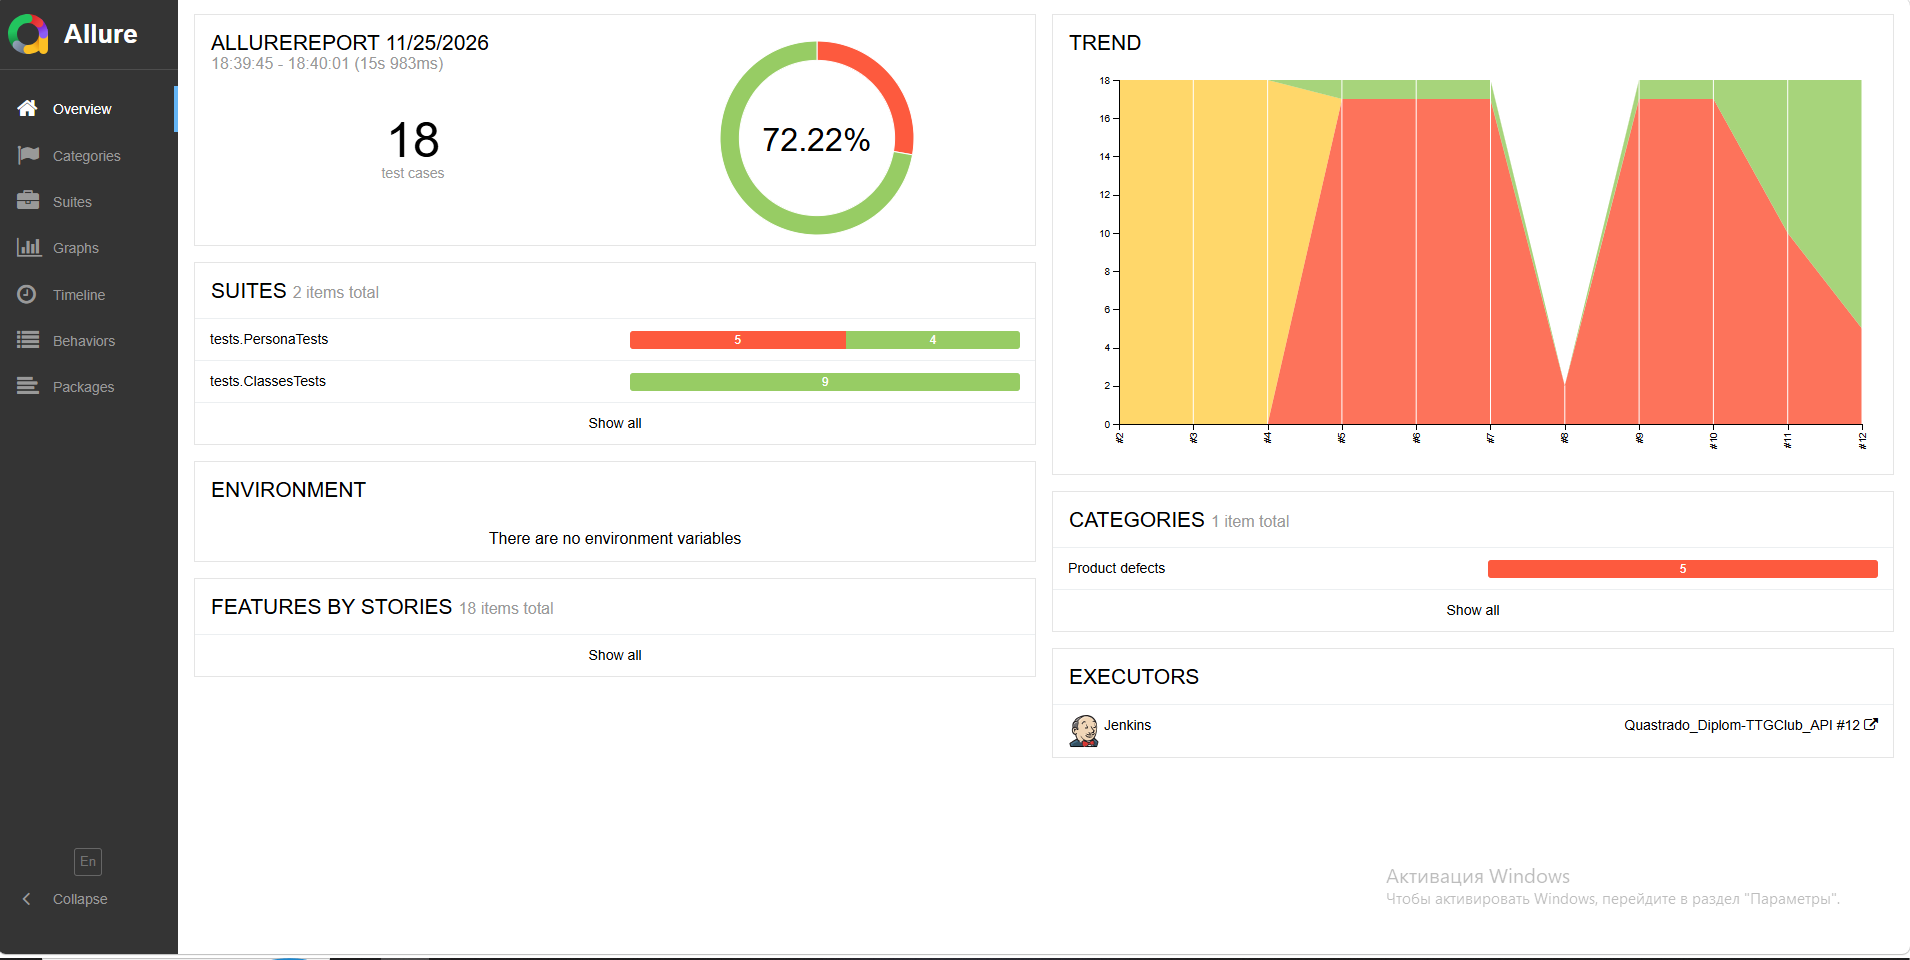 Allure
Overview
Categories
Suites
Graphs
Timeline
Behaviors
Packages
En
Collapse
ALLUREREPORT 11/25/2026
18:39:45 - 18:40:01 (15s 983ms)
18
test cases
72.22%
SUITES 2 items total
tests.PersonaTests
5
4
tests.ClassesTests
9
Show all
ENVIRONMENT
There are no environment variables
FEATURES BY STORIES 18 items total
Show all
TREND
18
16
14
12
10
8
6
4
2
0
#2
#3
#4
#5
#6
#7
#8
#9
#10
#11
#12
CATEGORIES 1 item total
Product defects
5
Show all
EXECUTORS
Jenkins
Quastrado_Diplom-TTGClub_API #12
Активация Windows
Чтобы активировать Windows, перейдите в раздел "Параметры".